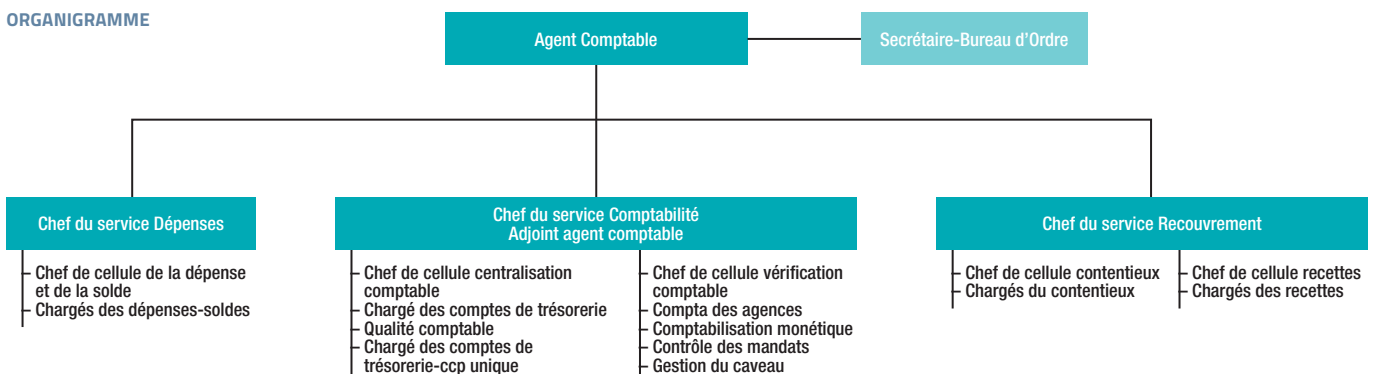 ORGANIGRAMME
Agent Comptable
Secrétaire-Bureau d'Ordre
Chef du service Dépenses
– Chef de cellule de la dépense
et de la solde
– Chargés des dépenses-soldes
Chef du service Comptabilité
Adjoint agent comptable
– Chef de cellule centralisation
comptable
– Chargé des comptes de trésorerie
– Qualité comptable
– Chargé des comptes de
trésorerie-ccp unique
– Chef de cellule vérification
comptable
– Compta des agences
– Comptabilisation monétique
– Contrôle des mandats
– Gestion du caveau
Chef du service Recouvrement
– Chef de cellule contentieux
– Chargés du contentieux
– Chef de cellule recettes
– Chargés des recettes